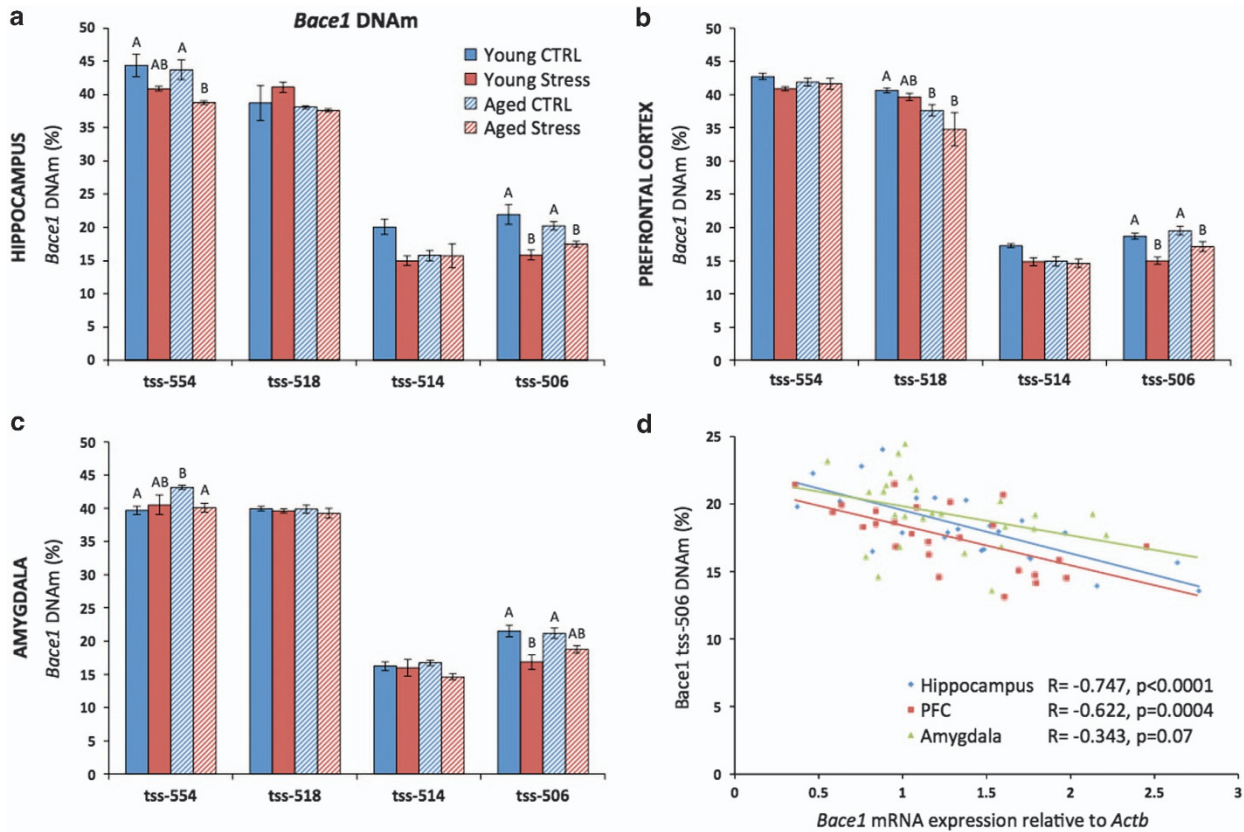 a
Bace1 DNAm
HIPPOCAMPUS
Bace1 DNAm (%)
50
45
40
35
30
25
20
15
10
5
0
A AB A B
A B A B
Young CTRL
Young Stress
Aged CTRL
Aged Stress
tss-554 tss-518 tss-514 tss-506
b
PREFRONTAL CORTEX
Bace1 DNAm (%)
50
45
40
35
30
25
20
15
10
5
0
A AB B B
A B A B
tss-554 tss-518 tss-514 tss-506
c
AMYGDALA
Bace1 DNAm (%)
50
45
40
35
30
25
20
15
10
5
0
A AB B A
A B A AB
tss-554 tss-518 tss-514 tss-506
d
Bace1 tss-506 DNAm (%)
25
20
15
10
5
0
Hippocampus R= -0.747, p<0.0001
PFC R= -0.622, p=0.0004
Amygdala R= -0.343, p=0.07
0 0.5 1 1.5 2 2.5 3
Bace1 mRNA expression relative to Actb